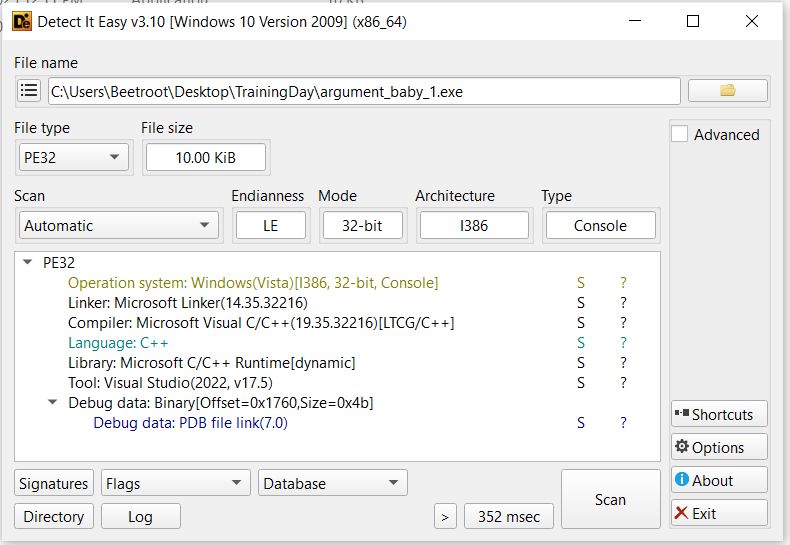 Detect It Easy v3.10 [Windows 10 Version 2009] (x86_64)
File name
C:\Users\Beetroot\Desktop\TrainingDay\argument_baby_1.exe
File type File size
Advanced
PE32 10.00 KiB
Scan Endianness Mode Architecture Type
Automatic LE 32-bit I386 Console
PE32
Operation system: Windows(Vista)[I386, 32-bit, Console] S ?
Linker: Microsoft Linker(14.35.32216) S ?
Compiler: Microsoft Visual C/C++(19.35.32216)[LTCG/C++] S ?
Language: C++ S ?
Library: Microsoft C/C++ Runtime[dynamic] S ?
Tool: Visual Studio(2022, v17.5) S ?
Debug data: Binary[Offset=0x1760,Size=0x4b]
Debug data: PDB file link(7.0) S ?
Shortcuts
Options
About
Exit
Signatures Flags Database
Scan
Directory Log > 352 msec